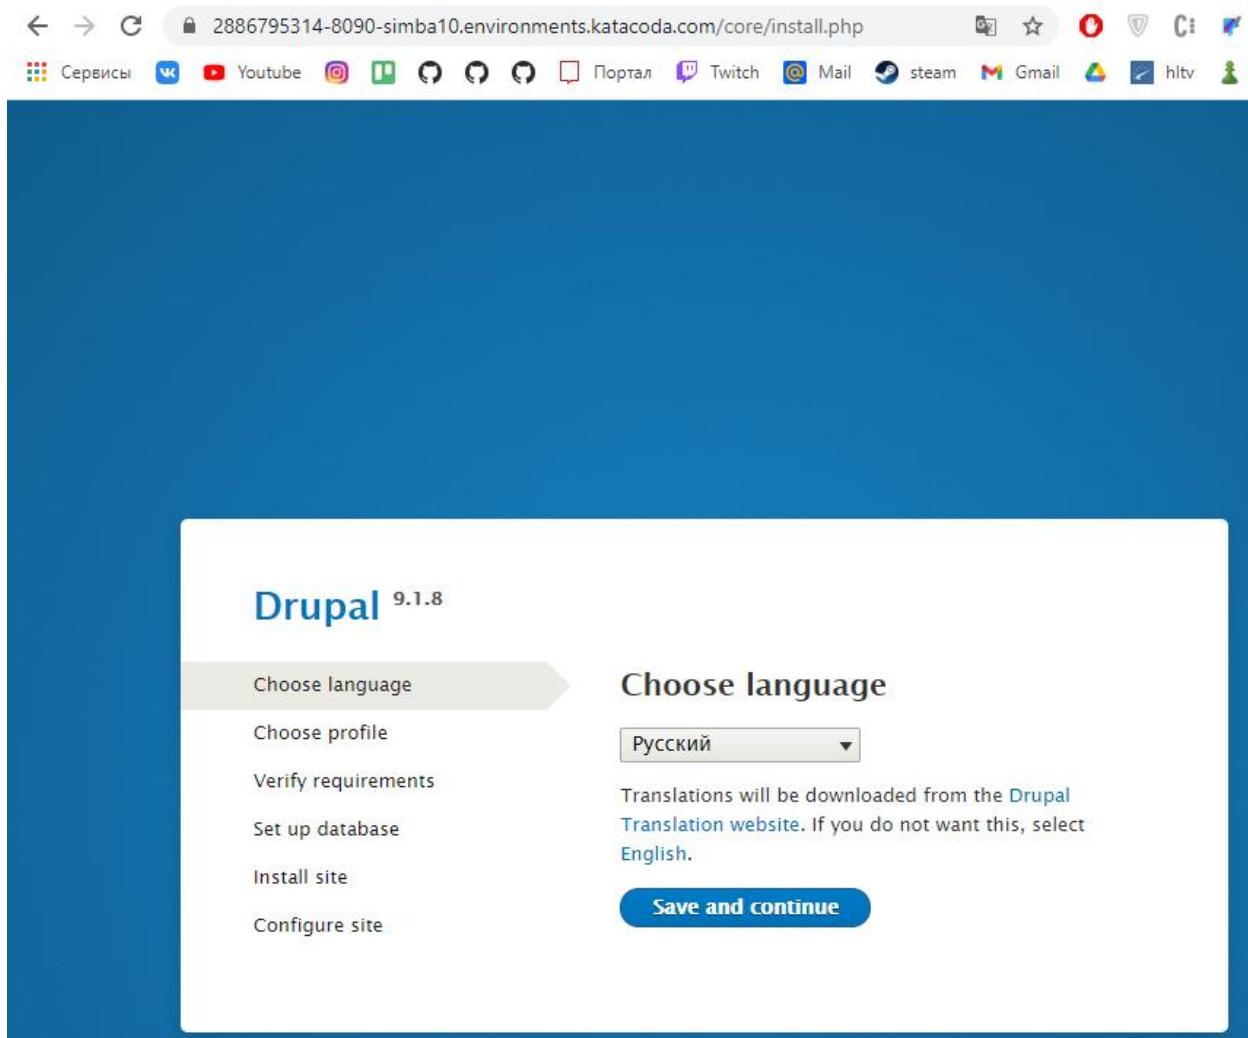 2886795314-8090-simba10.environments.katacoda.com/core/install.php
Сервисы Youtube Портал Twitch Mail steam Gmail hltv
Drupal 9.1.8
Choose language
Choose profile
Verify requirements
Set up database
Install site
Configure site
Choose language
Русский
Translations will be downloaded from the Drupal
Translation website. If you do not want this, select
English.
Save and continue